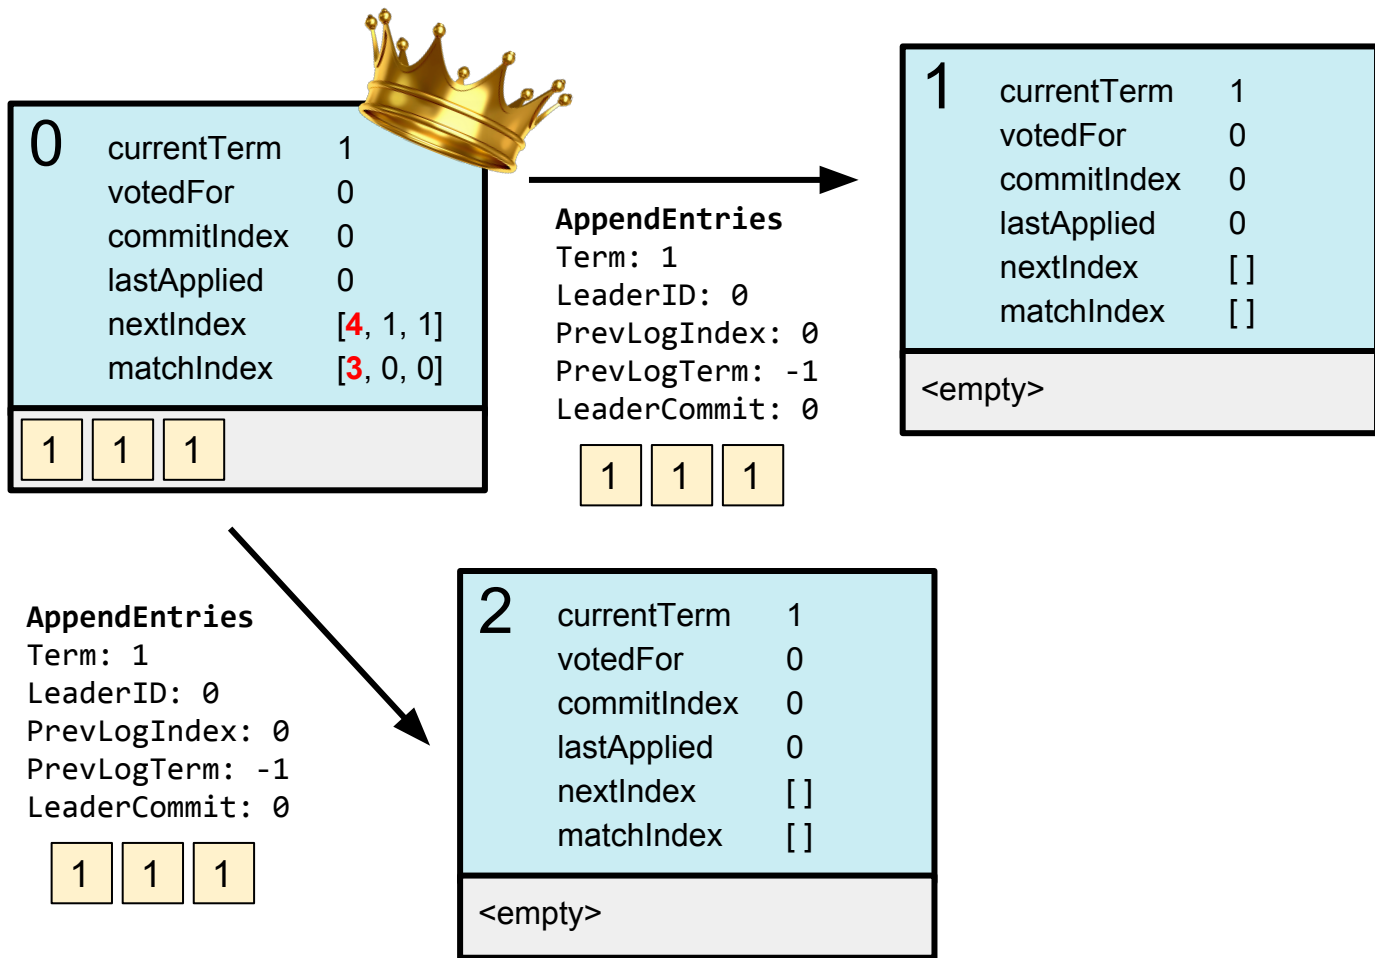 0
currentTerm 1
votedFor 0
commitIndex 0
lastApplied 0
nextIndex [4, 1, 1]
matchIndex [3, 0, 0]
1 1 1
AppendEntries
Term: 1
LeaderID: 0
PrevLogIndex: 0
PrevLogTerm: -1
LeaderCommit: 0
1 1 1
1
currentTerm 1
votedFor 0
commitIndex 0
lastApplied 0
nextIndex [ ]
matchIndex [ ]
<empty>
AppendEntries
Term: 1
LeaderID: 0
PrevLogIndex: 0
PrevLogTerm: -1
LeaderCommit: 0
1 1 1
2
currentTerm 1
votedFor 0
commitIndex 0
lastApplied 0
nextIndex [ ]
matchIndex [ ]
<empty>